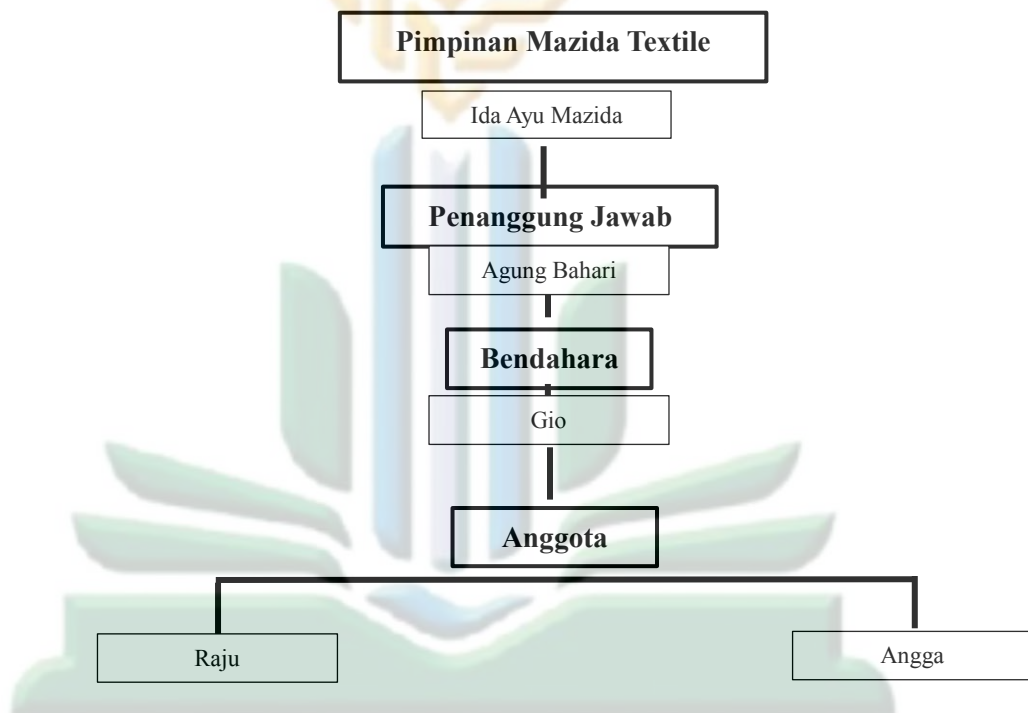 Pimpinan Mazida Textile
Ida Ayu Mazida
Penanggung Jawab
Agung Bahari
Bendahara
Gio
Anggota
Raju
Angga